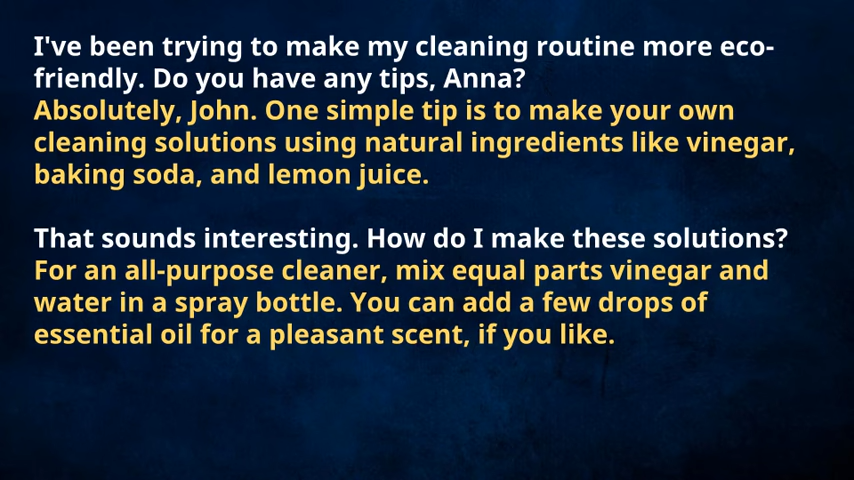 I've been trying to make my cleaning routine more eco-
friendly. Do you have any tips, Anna?
Absolutely, John. One simple tip is to make your own
cleaning solutions using natural ingredients like vinegar,
baking soda, and lemon juice.
That sounds interesting. How do I make these solutions?
For an all-purpose cleaner, mix equal parts vinegar and
water in a spray bottle. You can add a few drops of
essential oil for a pleasant scent, if you like.